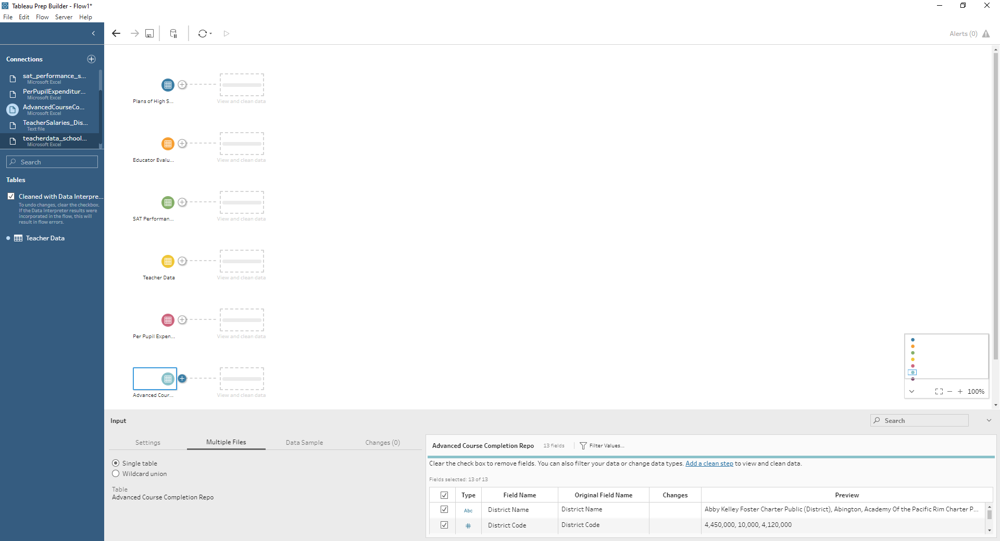 Tableau Prep Builder - Flow1*
File Edit Flow Server Help
Alerts (0)
Connections
sat_performance_s...
Microsoft Excel
PerPupilExpenditur...
Microsoft Excel
AdvancedCourseCo...
Microsoft Excel
TeacherSalaries_Dis...
Text file
teacherdata_school...
Microsoft Excel
Search
Tables
Cleaned with Data Interpre...
To undo changes, clear the checkbox.
If the Data Interpreter results were
incorporated in the flow, this will
result in flow errors.
Teacher Data
Plans of High S...
View and clean data
Educator Evalu...
View and clean data
SAT Performan...
View and clean data
Teacher Data
View and clean data
Per Pupil Expen...
View and clean data
Advanced Cour...
View and clean data
100%
Input
Search
Settings
Multiple Files
Data Sample
Changes (0)
Single table
Wildcard union
Table
Advanced Course Completion Repo
Advanced Course Completion Repo 13 fields Filter Values...
Clear the check box to remove fields. You can also filter your data or change data types. Add a clean step to view and clean data.
Fields selected: 13 of 13
Type Field Name Original Field Name Changes Preview
Abc District Name District Name Abby Kelley Foster Charter Public (District), Abington, Academy Of the Pacific Rim Charter P...
# District Code District Code 4,450,000, 10,000, 4,120,000